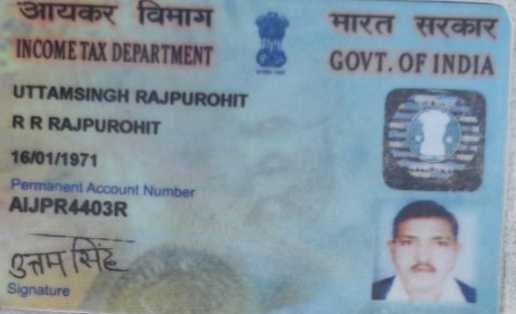 आयकर विभाग
INCOME TAX DEPARTMENT
भारत सरकार
GOVT. OF INDIA
UTTAMSINGH RAJPUROHIT
R R RAJPUROHIT
16/01/1971
Permanent Account Number
AIJPR4403R
उत्तम सिंह
Signature